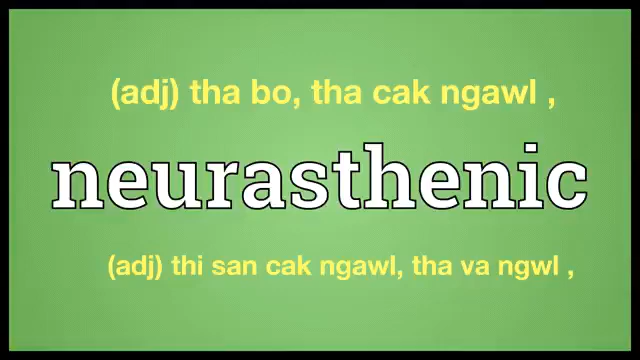 (adj) tha bo, tha cak ngawl ,
neurasthenic
(adj) thi san cak ngawl, tha va ngwl ,